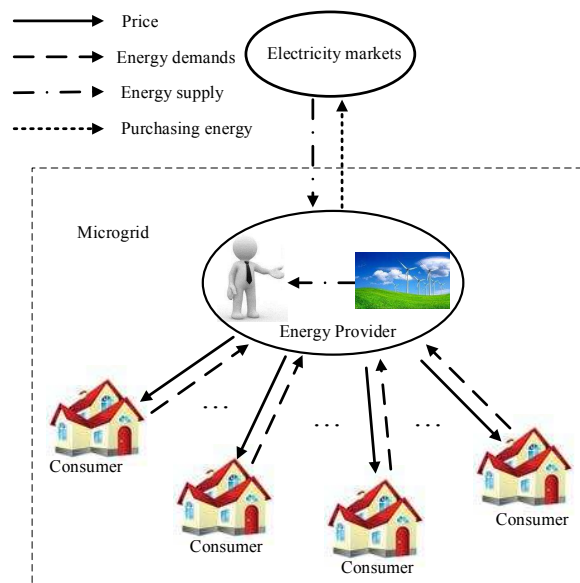 Price
Energy demands
Energy supply
Purchasing energy
Electricity markets
Microgrid
Energy Provider
...
...
...
Consumer
Consumer
Consumer
Consumer